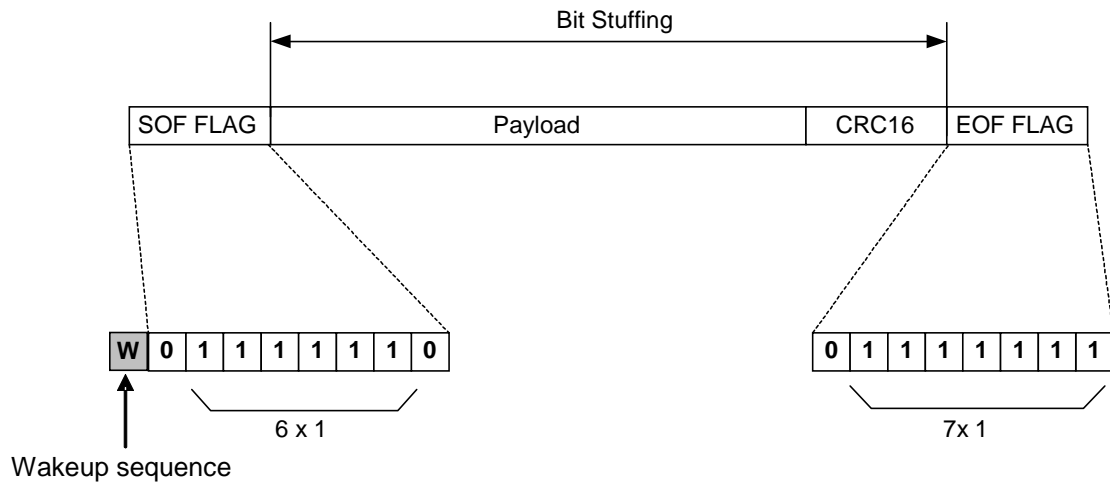 Bit Stuffing
SOF FLAG Payload CRC16 EOF FLAG
W 0 1 1 1 1 1 1 0 0 1 1 1 1 1 1 1
6 x 1 7x 1
Wakeup sequence